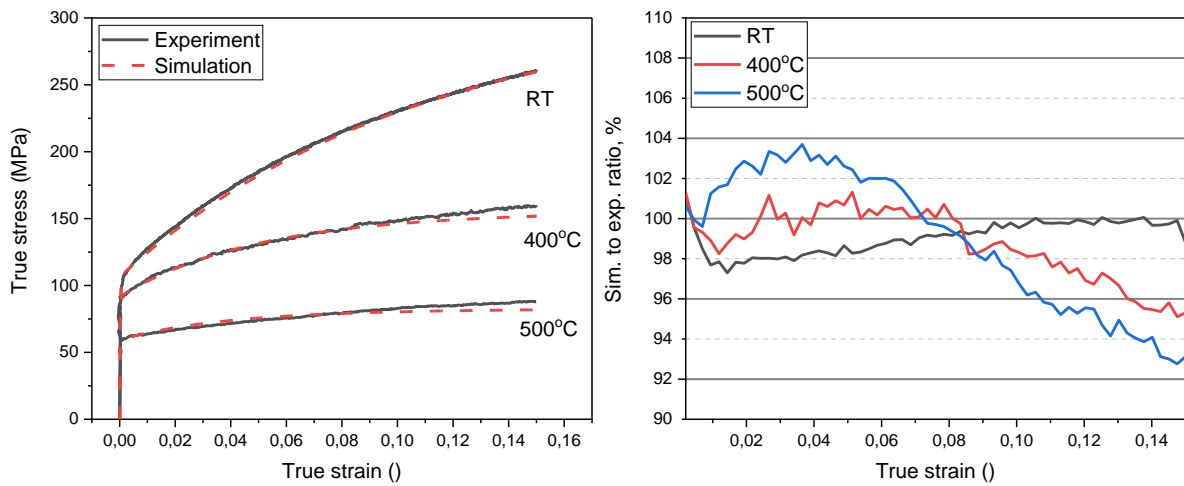 300
250
200
150
100
50
0
True stress (MPa)
Experiment
Simulation
RT
400°C
500°C
0,00 0,02 0,04 0,06 0,08 0,10 0,12 0,14 0,16
True strain ()
110
108
106
104
102
100
98
96
94
92
90
Sim. to exp. ratio, %
RT
400°C
500°C
0,02 0,04 0,06 0,08 0,10 0,12 0,14
True strain ()